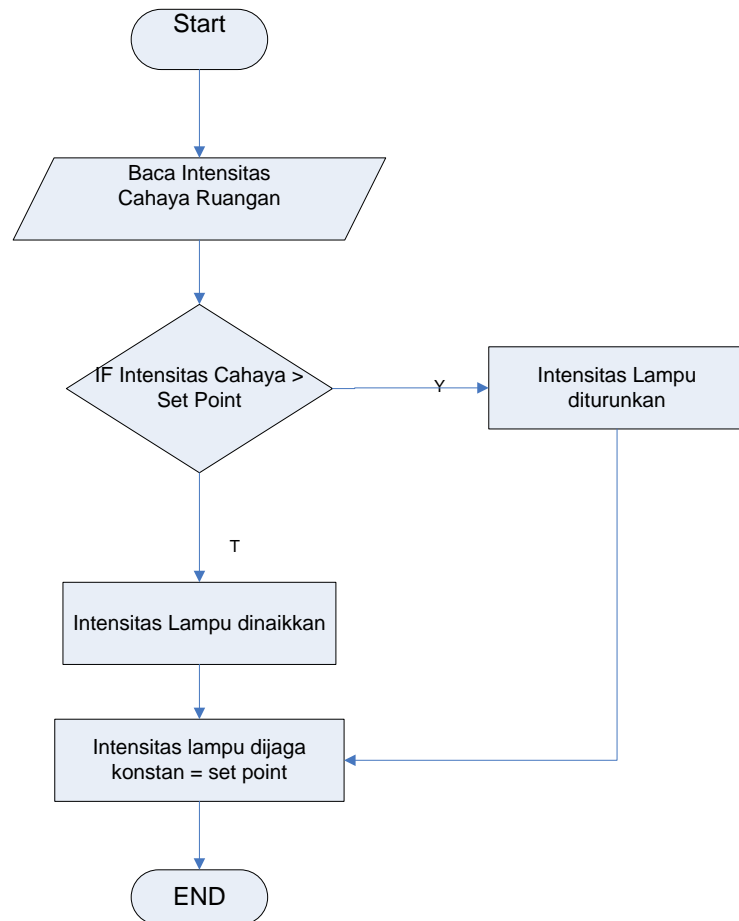 Start
Baca Intensitas
Cahaya Ruangan
IF Intensitas Cahaya >
Set Point
Y
Intensitas Lampu
diturunkan
T
Intensitas Lampu dinaikkan
Intensitas lampu dijaga
konstan = set point
END